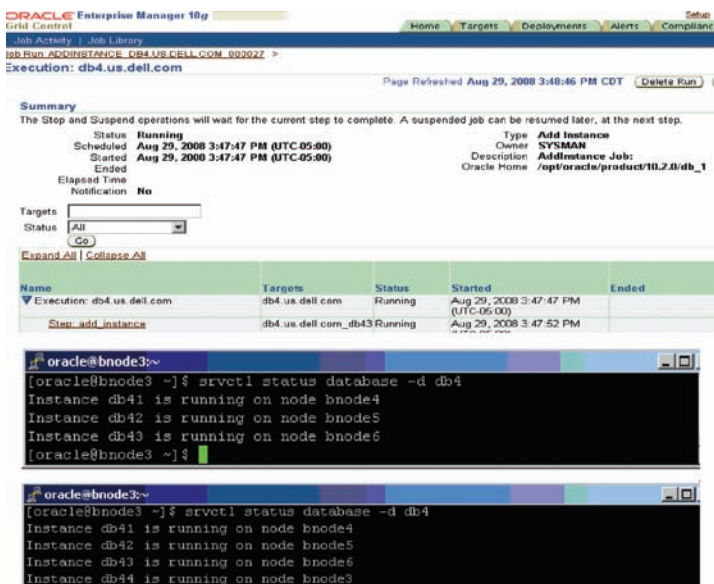 ORACLE Enterprise Manager 10g
Grid Control
Setup
Home Targets Deployments Alerts Complianc
Job Activity | Job Library
Job Run: ADDINSTANCE_DB4.US.DELL.COM_000027 >
Execution: db4.us.dell.com
Page Refreshed Aug 29, 2008 3:48:46 PM CDT Delete Run
Summary
The Stop and Suspend operations will wait for the current step to complete. A suspended job can be resumed later, at the next step.
Status Running
Scheduled Aug 29, 2008 3:47:47 PM (UTC-05:00)
Started Aug 29, 2008 3:47:47 PM (UTC-05:00)
Ended
Elapsed Time
Notification No
Type Add Instance
Owner SYSMAN
Description AddInstance Job:
Oracle Home /opt/oracle/product/10.2.0/db_1
Targets
Status All
Go
Expand All | Collapse All
Name Targets Status Started Ended
Execution: db4.us.dell.com db4.us.dell.com Running Aug 29, 2008 3:47:47 PM
(UTC-05:00)
Step: add_instance db4.us.dell.com_db43 Running Aug 29, 2008 3:47:52 PM
oracle@bnode3:~
[oracle@bnode3 ~]$ srvctl status database -d db4
Instance db41 is running on node bnode4
Instance db42 is running on node bnode5
Instance db43 is running on node bnode6
[oracle@bnode3 ~]$
oracle@bnode3:~
[oracle@bnode3 ~]$ srvctl status database -d db4
Instance db41 is running on node bnode4
Instance db42 is running on node bnode5
Instance db43 is running on node bnode6
Instance db44 is running on node bnode3